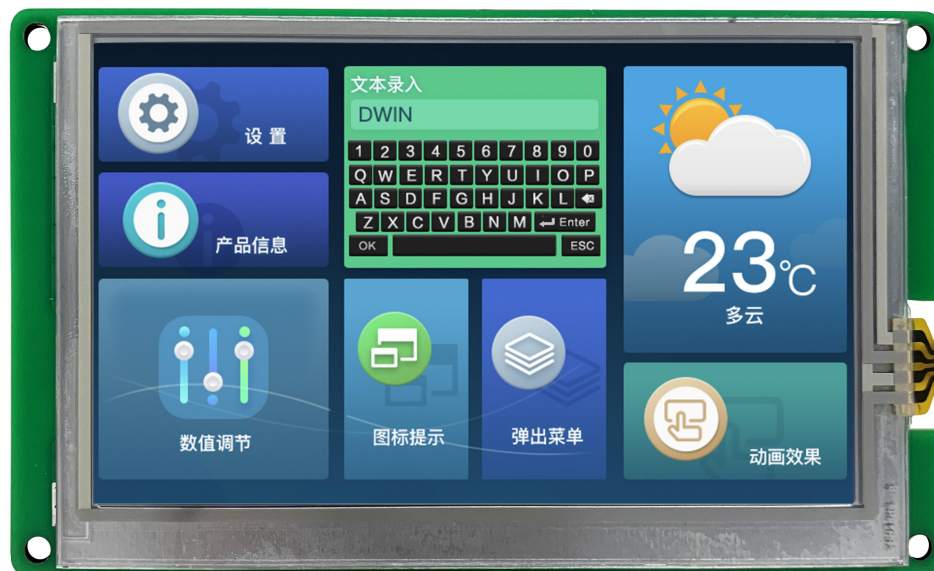 设 置
产品信息
数值调节
文本录入
DWIN
1 2 3 4 5 6 7 8 9 0
Q W E R T Y U I O P
A S D F G H J K L
Z X C V B N M Enter
OK ESC
图标提示
弹出菜单
23℃
多云
动画效果